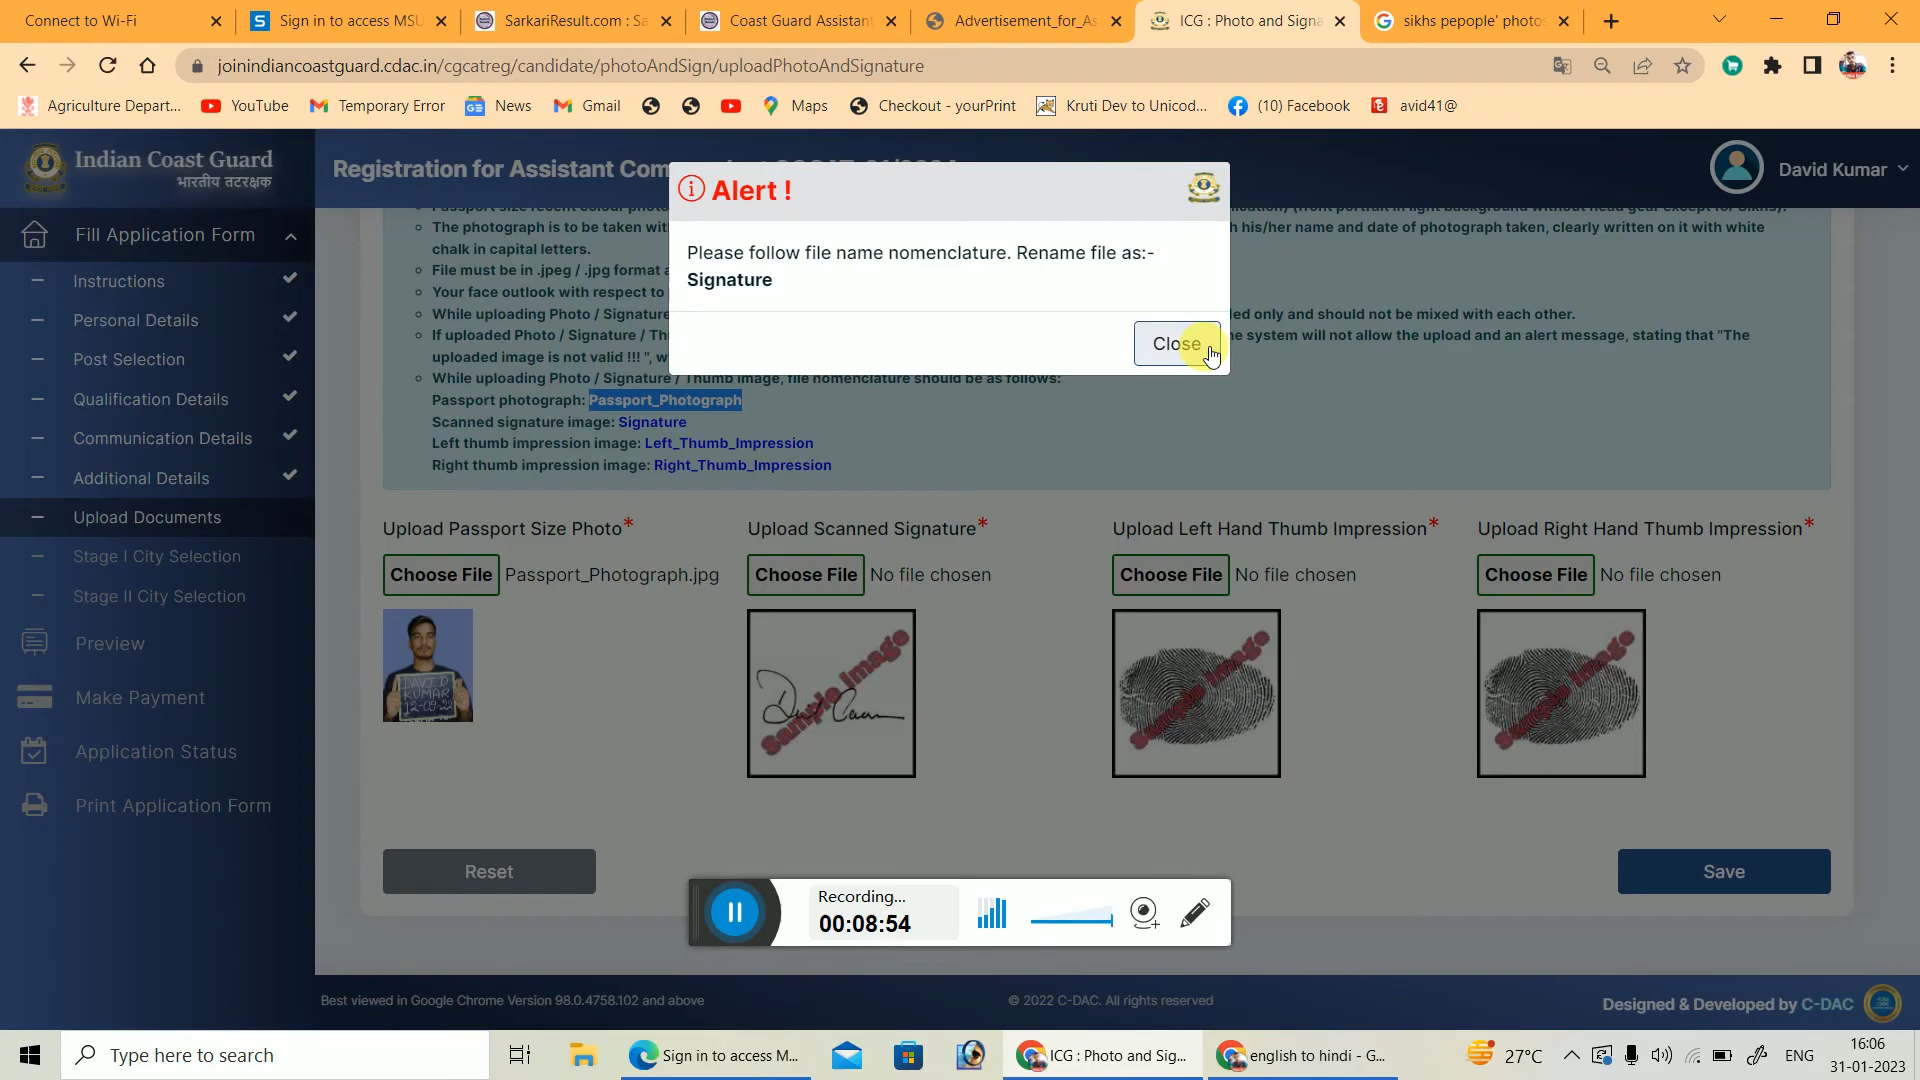 Connect to Wi-Fi
Sign in to access MSU
SarkariResult.com : Sa
Coast Guard Assistant
Advertisement_for_As
ICG : Photo and Signa
sikhs pepople' photos
joinindiancoastguard.cdac.in/cgcatreg/candidate/photoAndSign/uploadPhotoAndSignature
Agriculture Depart...
YouTube
Temporary Error
News
Gmail
Maps
Checkout - yourPrint
Kruti Dev to Unicod...
(10) Facebook
avid41@
Indian Coast Guard
भारतीय तटरक्षक
Registration for Assistant Com
David Kumar
Alert !
Please follow file name nomenclature. Rename file as:-
Signature
Close
Fill Application Form
Instructions
Personal Details
Post Selection
Qualification Details
Communication Details
Additional Details
Upload Documents
Stage I City Selection
Stage II City Selection
Preview
Make Payment
Application Status
Print Application Form
The photograph is to be taken wit
h his/her name and date of photograph taken, clearly written on it with white
chalk in capital letters.
File must be in .jpeg / .jpg format a
Your face outlook with respect to
While uploading Photo / Signature
ed only and should not be mixed with each other.
If uploaded Photo / Signature / Th
he system will not allow the upload and an alert message, stating that "The
uploaded image is not valid !!! ", w
While uploading Photo / Signature / Thumb image, file nomenclature should be as follows:
Passport photograph: Passport_Photograph
Scanned signature image: Signature
Left thumb impression image: Left_Thumb_Impression
Right thumb impression image: Right_Thumb_Impression
Upload Passport Size Photo*
Upload Scanned Signature*
Upload Left Hand Thumb Impression*
Upload Right Hand Thumb Impression*
Choose File Passport_Photograph.jpg
Choose File No file chosen
Choose File No file chosen
Choose File No file chosen
DAVID
KUMAR
12-09-22
Sample Image
Sample Image
Sample Image
Reset
Save
Recording...
00:08:54
Best viewed in Google Chrome Version 98.0.4758.102 and above
© 2022 C-DAC. All rights reserved
Designed & Developed by C-DAC
Type here to search
Sign in to access M...
ICG : Photo and Sig...
english to hindi - G...
27°C
ENG
16:06
31-01-2023